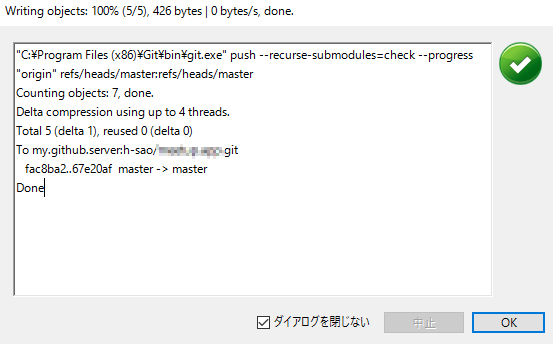 Writing objects: 100% (5/5), 426 bytes | 0 bytes/s, done.
"C:¥Program Files (x86)¥Git¥bin¥git.exe" push --recurse-submodules=check --progress
"origin" refs/heads/master:refs/heads/master
Counting objects: 7, done.
Delta compression using up to 4 threads.
Total 5 (delta 1), reused 0 (delta 0)
To my.github.server:h-sao/ git
fac8ba2..67e20af master -> master
Done
ダイアログを閉じない
中止
OK